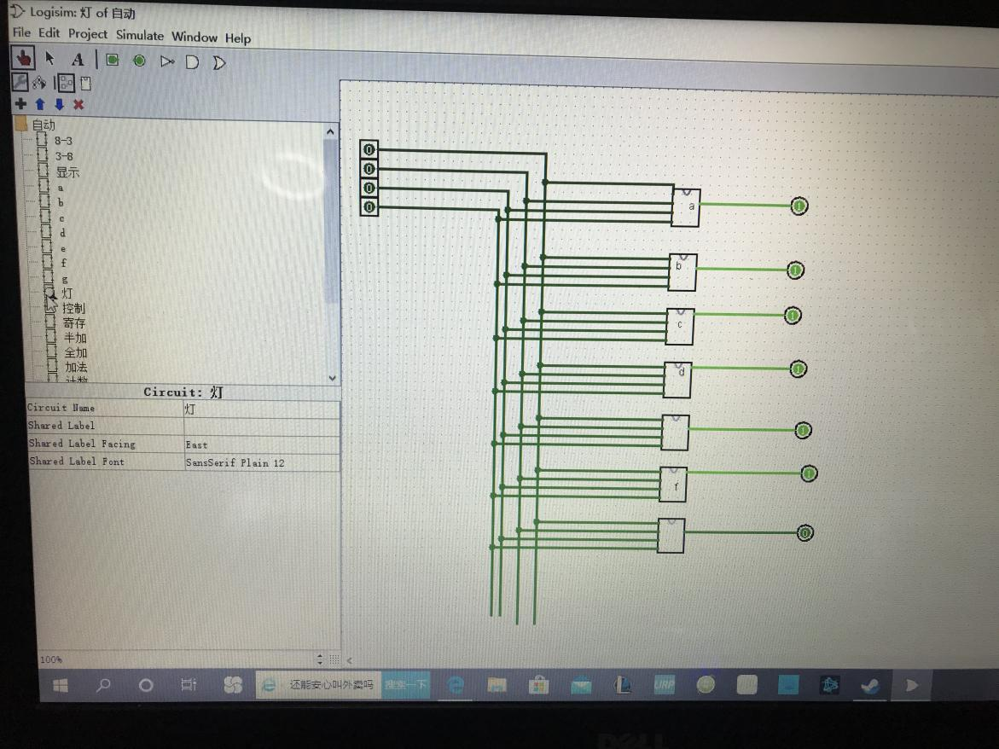 Logisim: 灯 of 自动
File Edit Project Simulate Window Help
A
自动
8-3
3-8
显示
a
b
c
d
e
f
g
灯
控制
寄存
半加
全加
加法
计数
Circuit: 灯
Circuit Name 灯
Shared Label
Shared Label Facing East
Shared Label Font SansSerif Plain 12
100%
0
0
0
0
a 1
b 1
c 1
d 1
1
f 1
0
还能安心叫外卖吗 搜索一下
URP
DELL